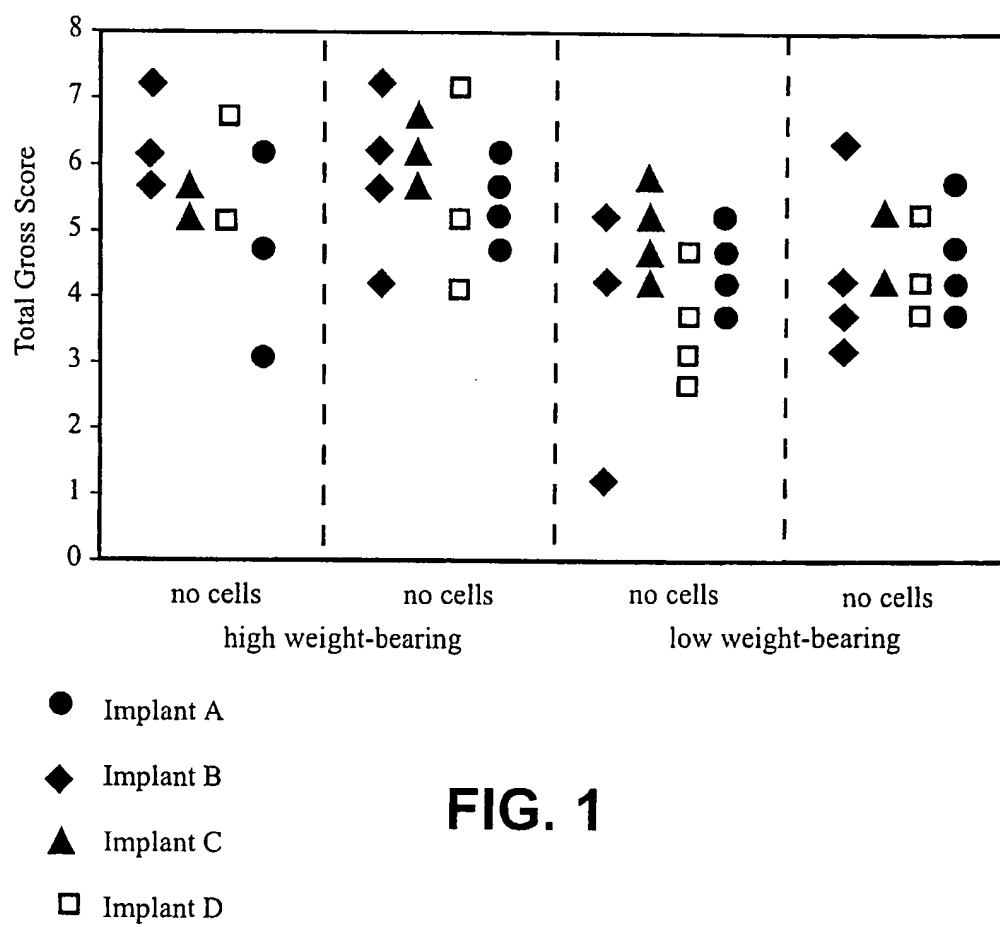 Total Gross Score
8
7
6
5
4
3
2
1
0
no cells no cells no cells no cells
high weight-bearing low weight-bearing
Implant A
Implant B
Implant C
Implant D
FIG. 1